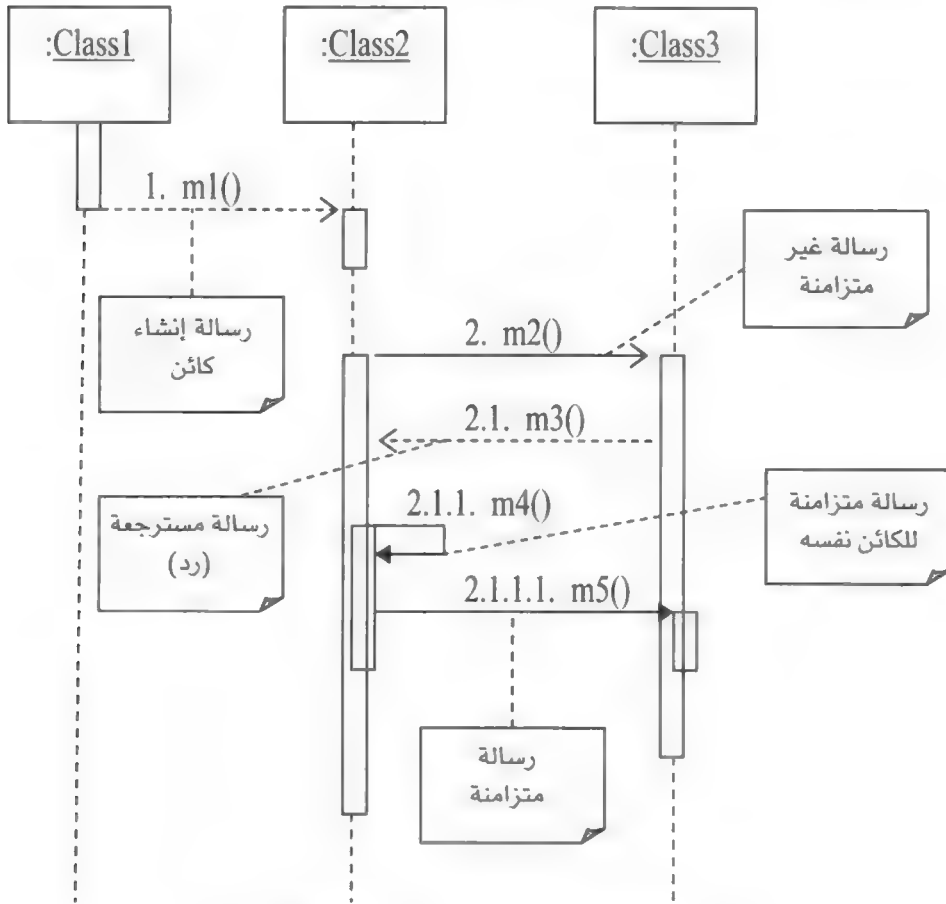 :Class1
:Class2
:Class3
1. m1()
رسالة غير
متزامنة
رسالة إنشاء
كائن
2. m2()
2.1. m3()
2.1.1. m4()
رسالة متزامنة
للكائن نفسه
رسالة مسترجعة
(رد)
2.1.1.1. m5()
رسالة
متزامنة